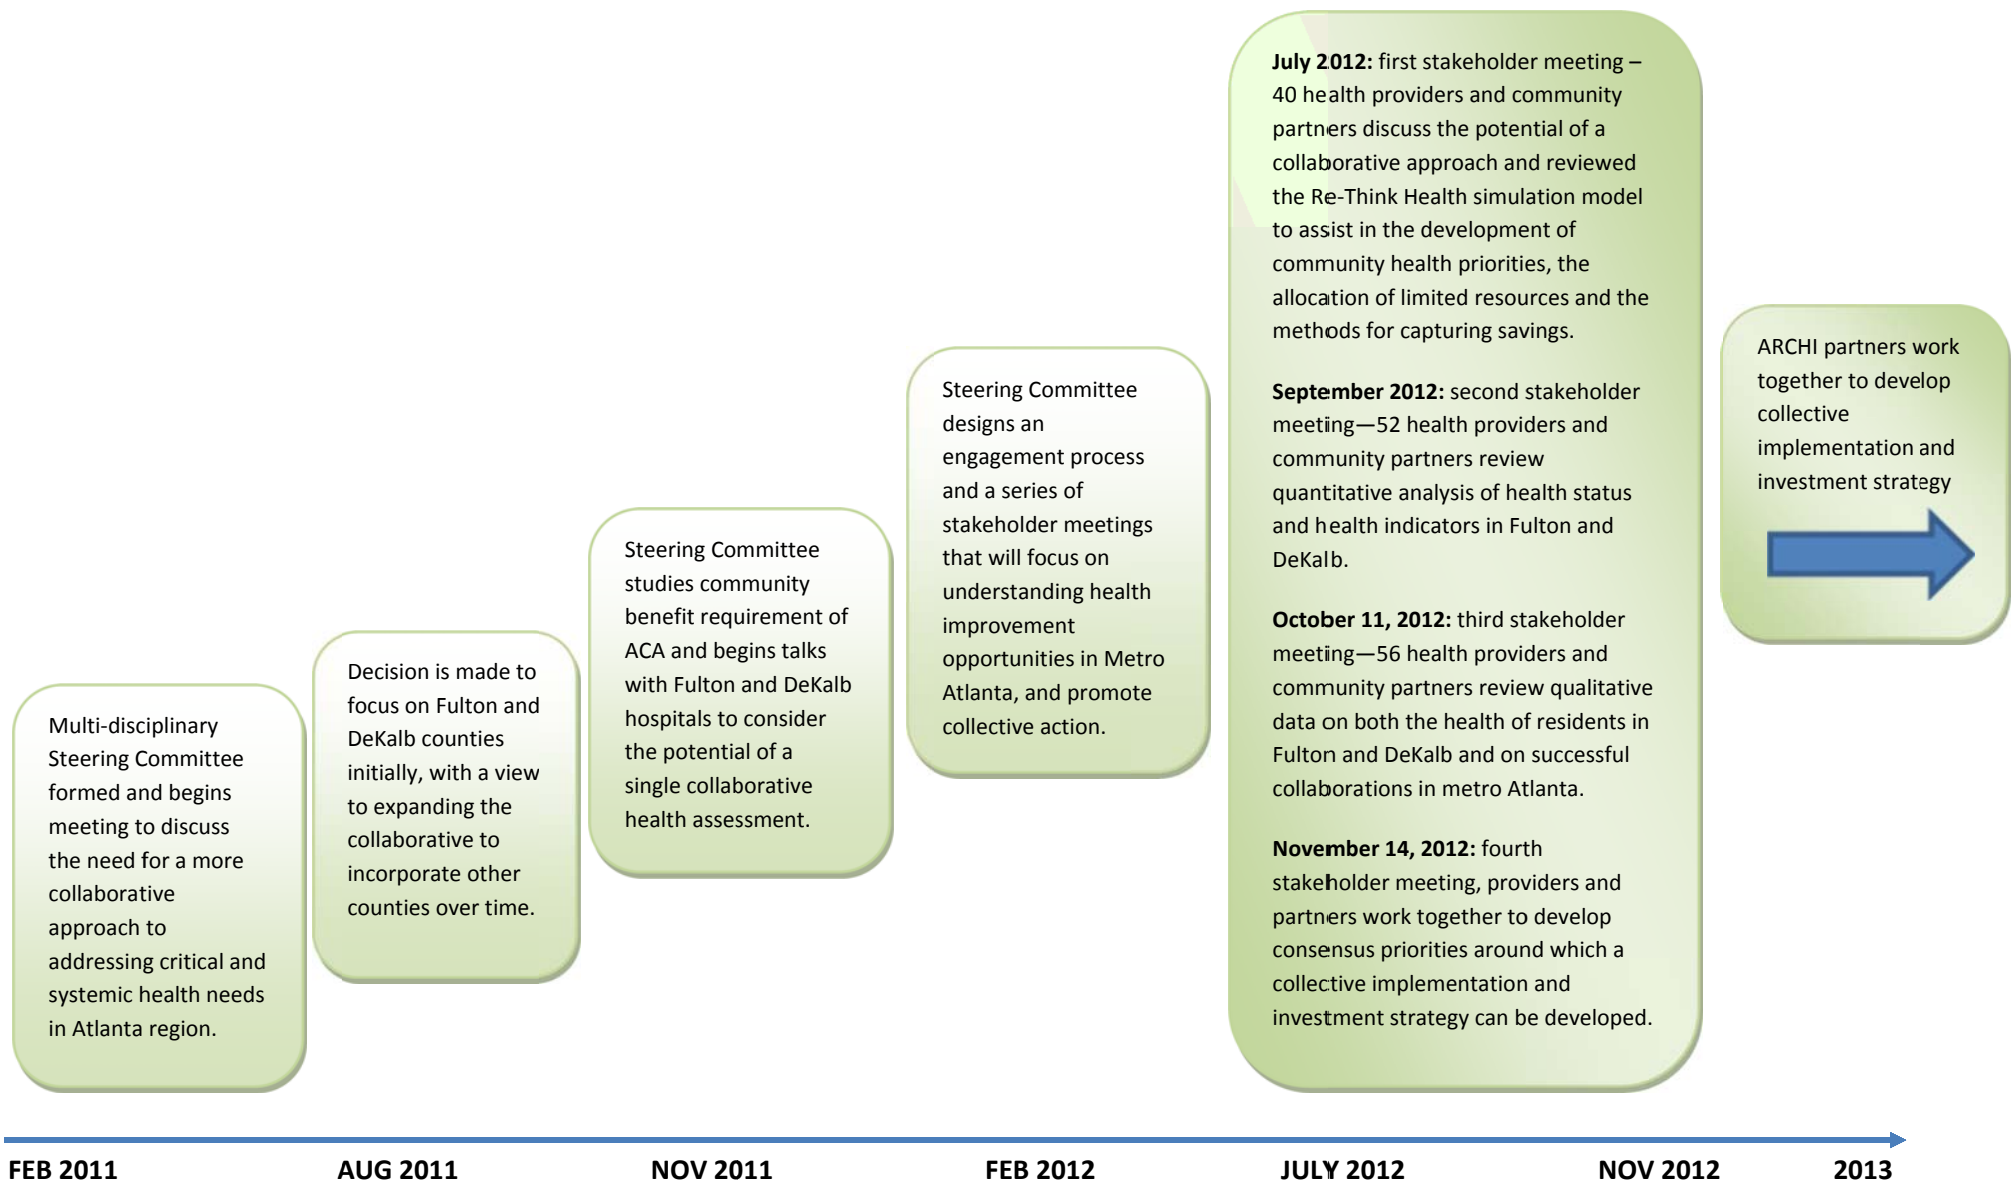 Multi-disciplinary
Steering Committee
formed and begins
meeting to discuss
the need for a more
collaborative
approach to
addressing critical and
systemic health needs
in Atlanta region.
Decision is made to
focus on Fulton and
DeKalb counties
initially, with a view
to expanding the
collaborative to
incorporate other
counties over time.
Steering Committee
studies community
benefit requirement of
ACA and begins talks
with Fulton and DeKalb
hospitals to consider
the potential of a
single collaborative
health assessment.
Steering Committee
designs an
engagement process
and a series of
stakeholder meetings
that will focus on
understanding health
improvement
opportunities in Metro
Atlanta, and promote
collective action.
July 2012: first stakeholder meeting –
40 health providers and community
partners discuss the potential of a
collaborative approach and reviewed
the Re-Think Health simulation model
to assist in the development of
community health priorities, the
allocation of limited resources and the
methods for capturing savings.
September 2012: second stakeholder
meeting—52 health providers and
community partners review
quantitative analysis of health status
and health indicators in Fulton and
DeKalb.
October 11, 2012: third stakeholder
meeting—56 health providers and
community partners review qualitative
data on both the health of residents in
Fulton and DeKalb and on successful
collaborations in metro Atlanta.
November 14, 2012: fourth
stakeholder meeting, providers and
partners work together to develop
consensus priorities around which a
collective implementation and
investment strategy can be developed.
ARCHI partners work
together to develop
collective
implementation and
investment strategy
FEB 2011 AUG 2011 NOV 2011 FEB 2012 JULY 2012 NOV 2012 2013